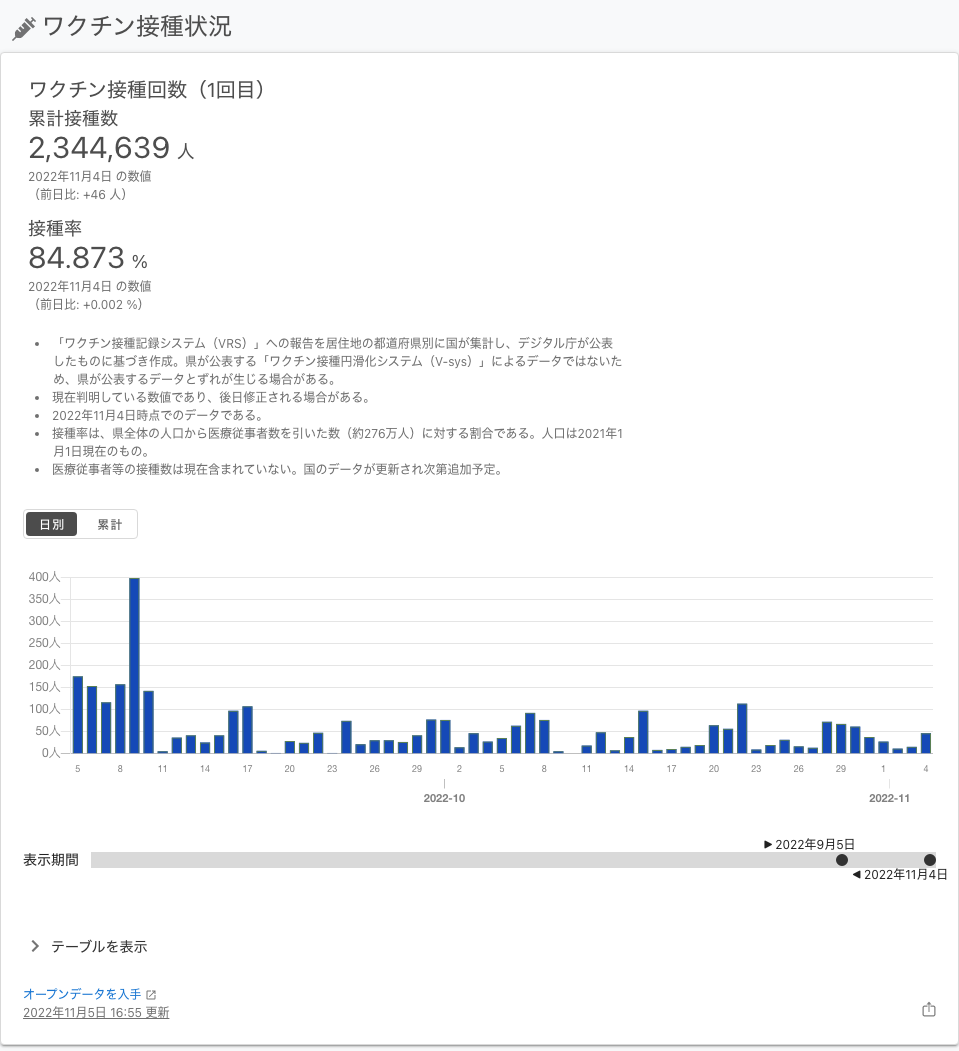 ワクチン接種状況
ワクチン接種回数（1回目）
累計接種数
2,344,639 人
2022年11月4日 の数値
（前日比: +46 人）
接種率
84.873 %
2022年11月4日 の数値
（前日比: +0.002 %）
• 「ワクチン接種記録システム（VRS）」への報告を居住地の都道府県別に国が集計し、デジタル庁が公表
したものに基づき作成。県が公表する「ワクチン接種円滑化システム（V-sys）」によるデータではないた
め、県が公表するデータとずれが生じる場合がある。
• 現在判明している数値であり、後日修正される場合がある。
• 2022年11月4日時点でのデータである。
• 接種率は、県全体の人口から医療従事者数を引いた数（約276万人）に対する割合である。人口は2021年1
月1日現在のもの。
• 医療従事者等の接種数は現在含まれていない。国のデータが更新され次第追加予定。
日別 累計
400人
350人
300人
250人
200人
150人
100人
50人
0人
5 8 11 14 17 20 23 26 29 2 5 8 11 14 17 20 23 26 29 1 4
2022-10 2022-11
▶ 2022年9月5日
表示期間
◀ 2022年11月4日
テーブルを表示
オープンデータを入手
2022年11月5日 16:55 更新